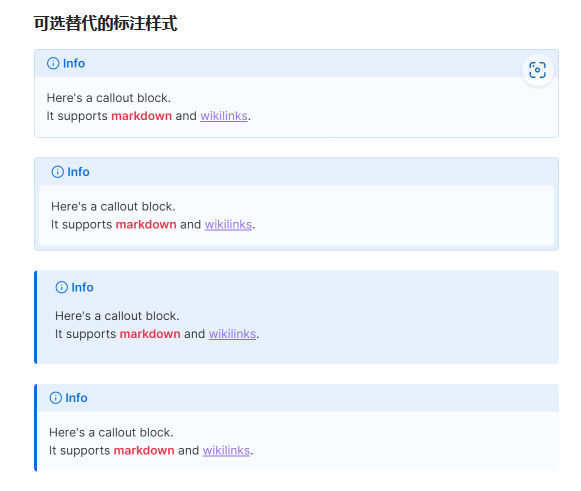 可选替代的标注样式
Info
Here's a callout block.
It supports markdown and wikilinks.
Info
Here's a callout block.
It supports markdown and wikilinks.
Info
Here's a callout block.
It supports markdown and wikilinks.
Info
Here's a callout block.
It supports markdown and wikilinks.